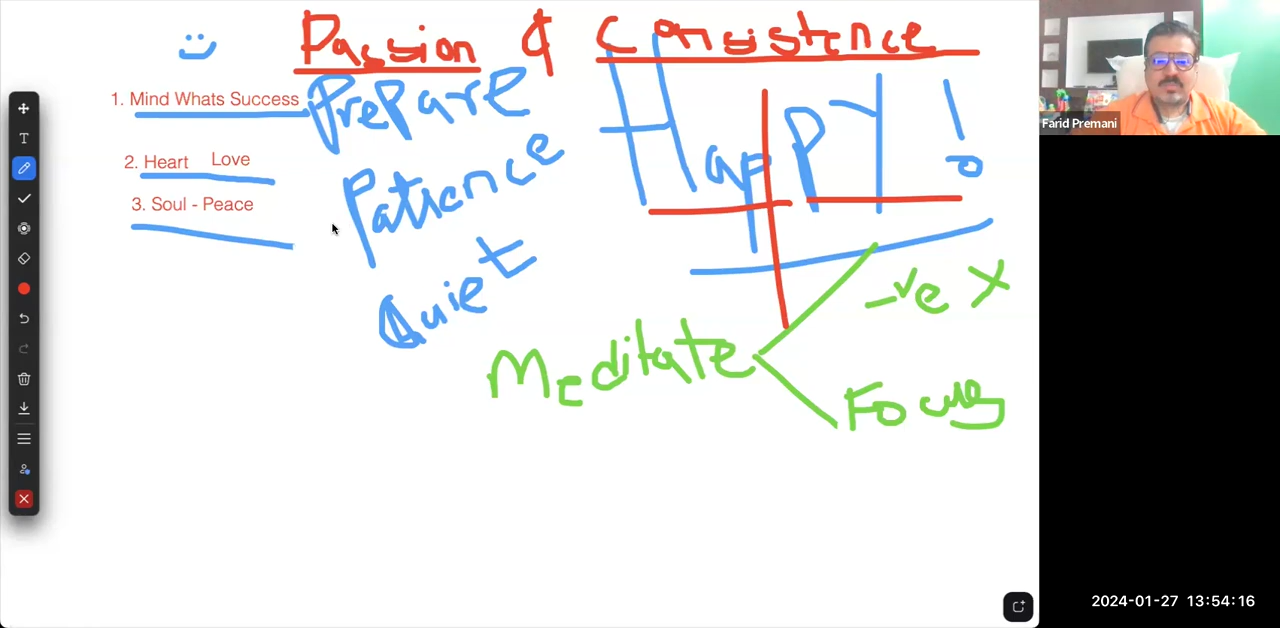 :)
Passion & Consistence
1. Mind Whats Success
Prepare
Happy!
2. Heart Love
Patience
3. Soul - Peace
Quiet
-ve X
Meditate
Focus
Farid Premani
T
2024-01-27 13:54:16